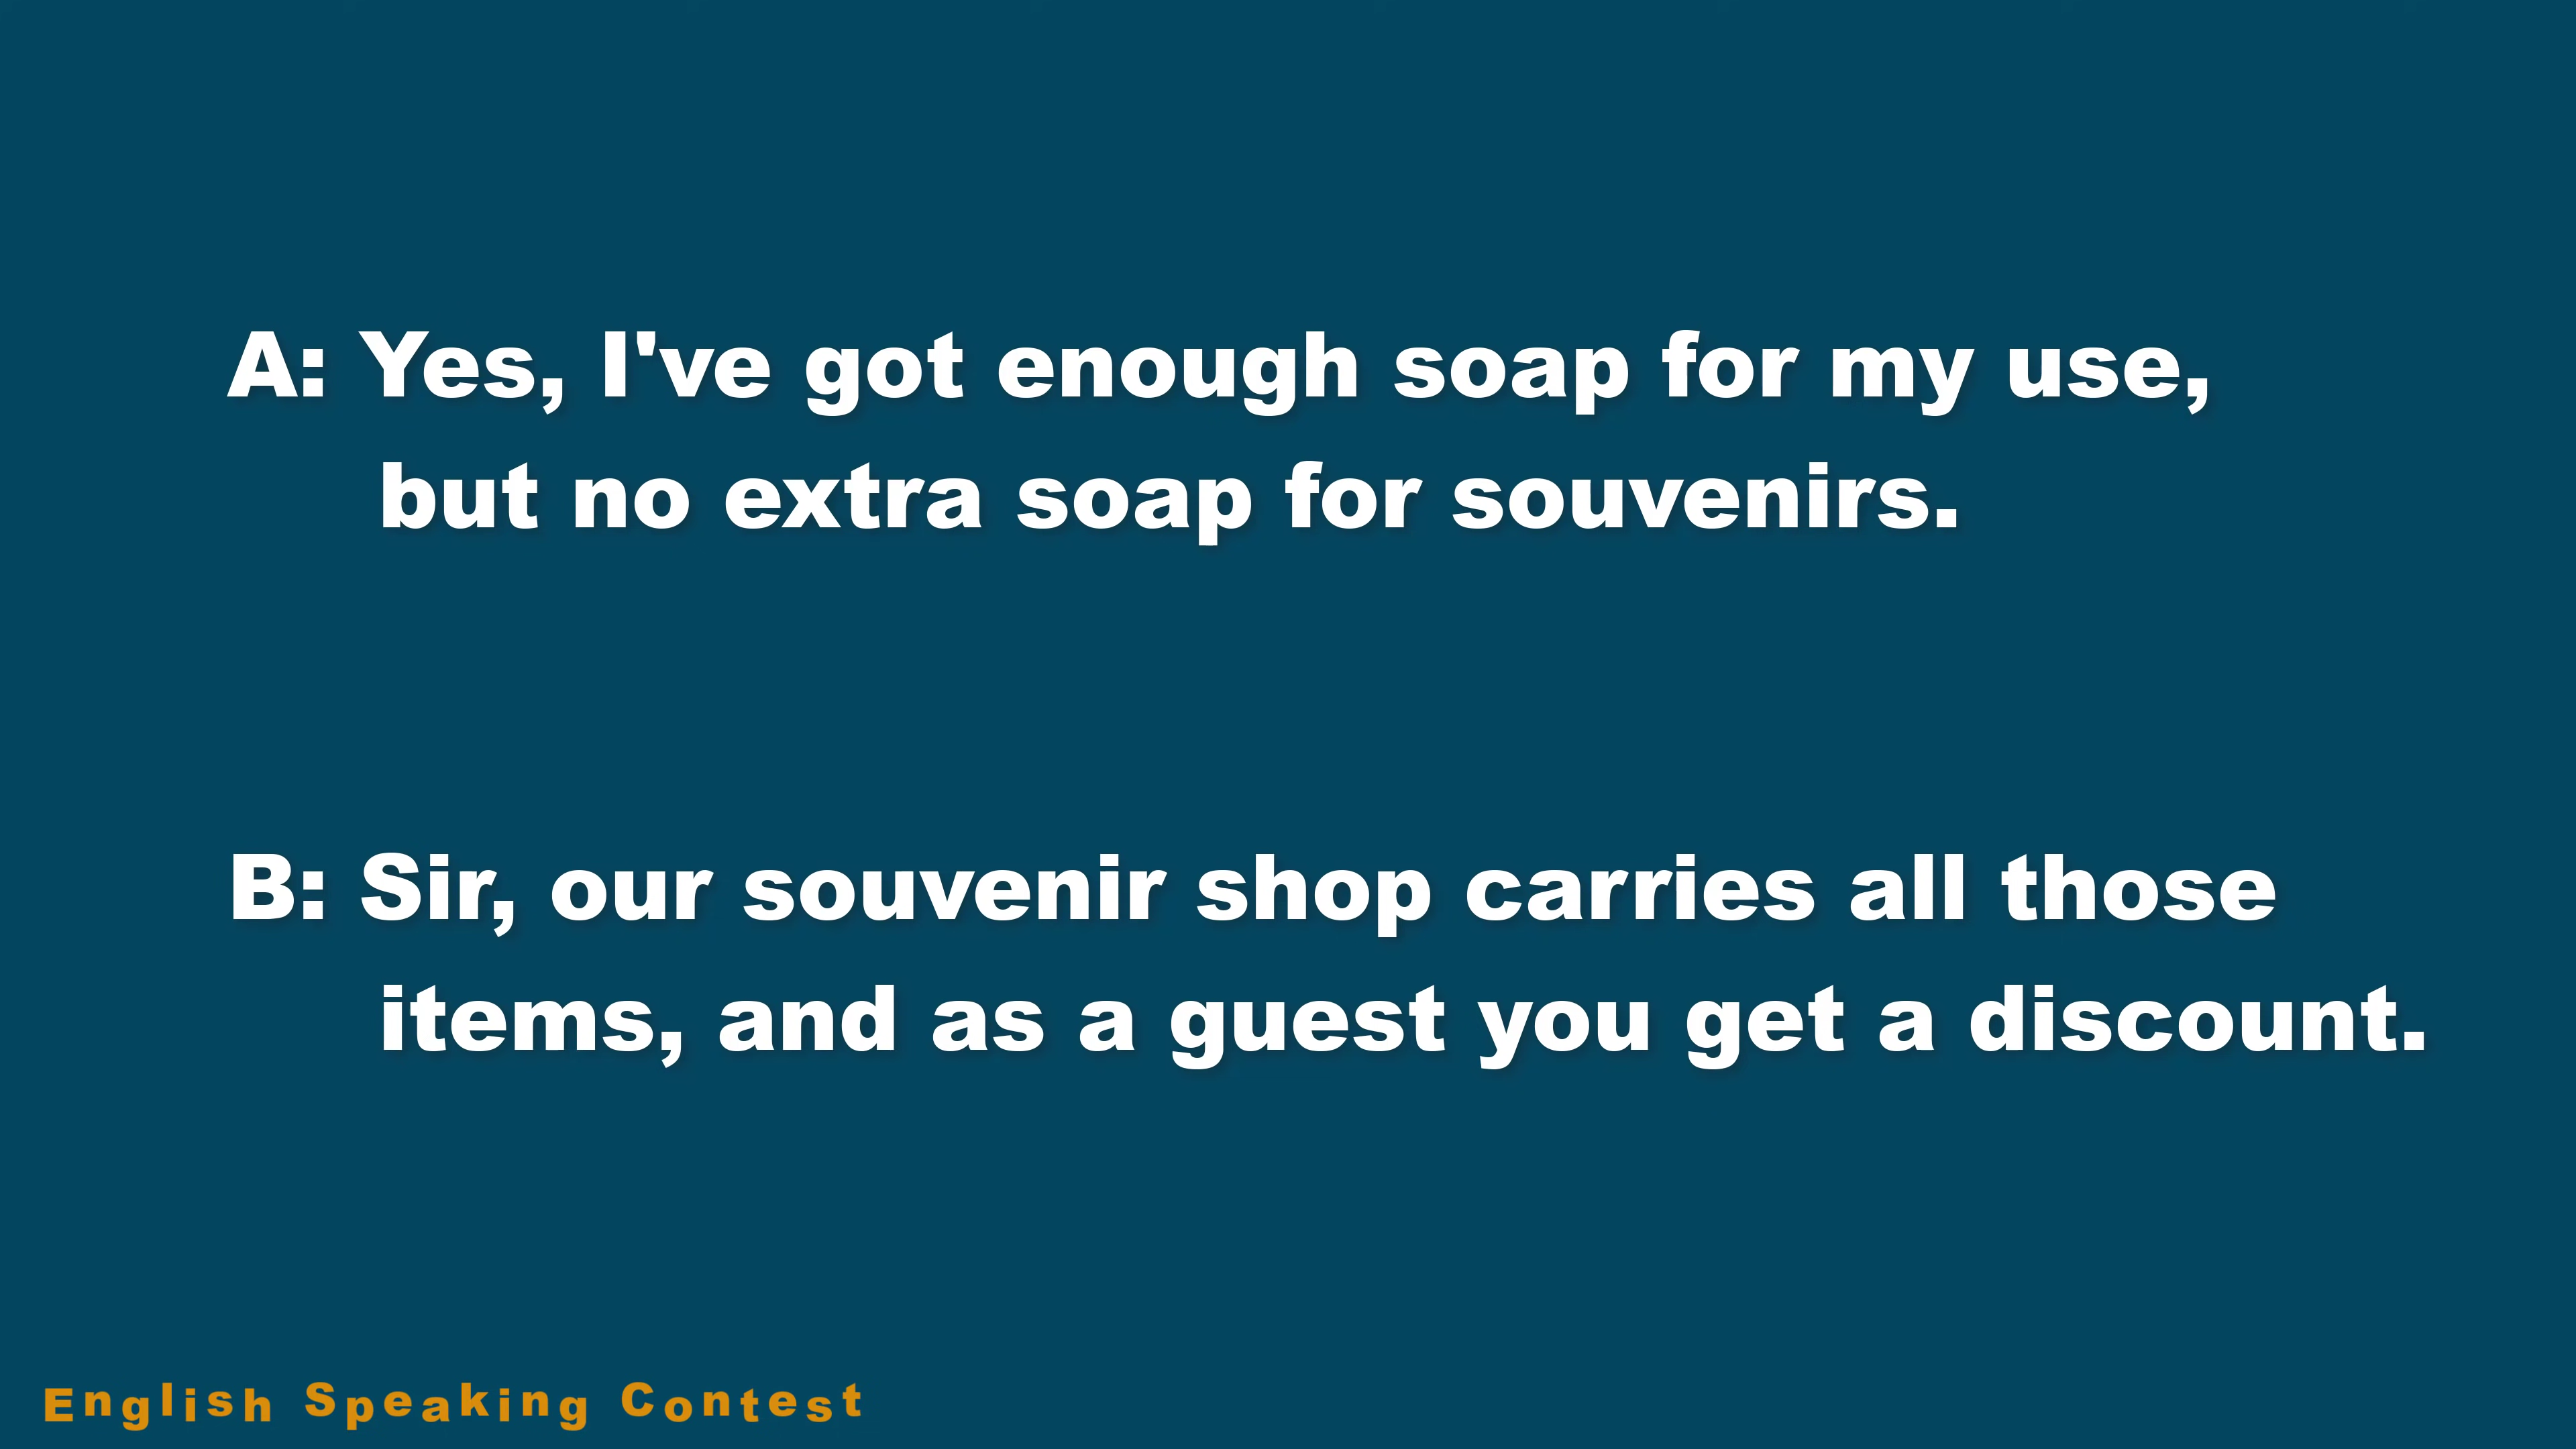 A: Yes, I've got enough soap for my use,
but no extra soap for souvenirs.
B: Sir, our souvenir shop carries all those
items, and as a guest you get a discount.
English Speaking Contest